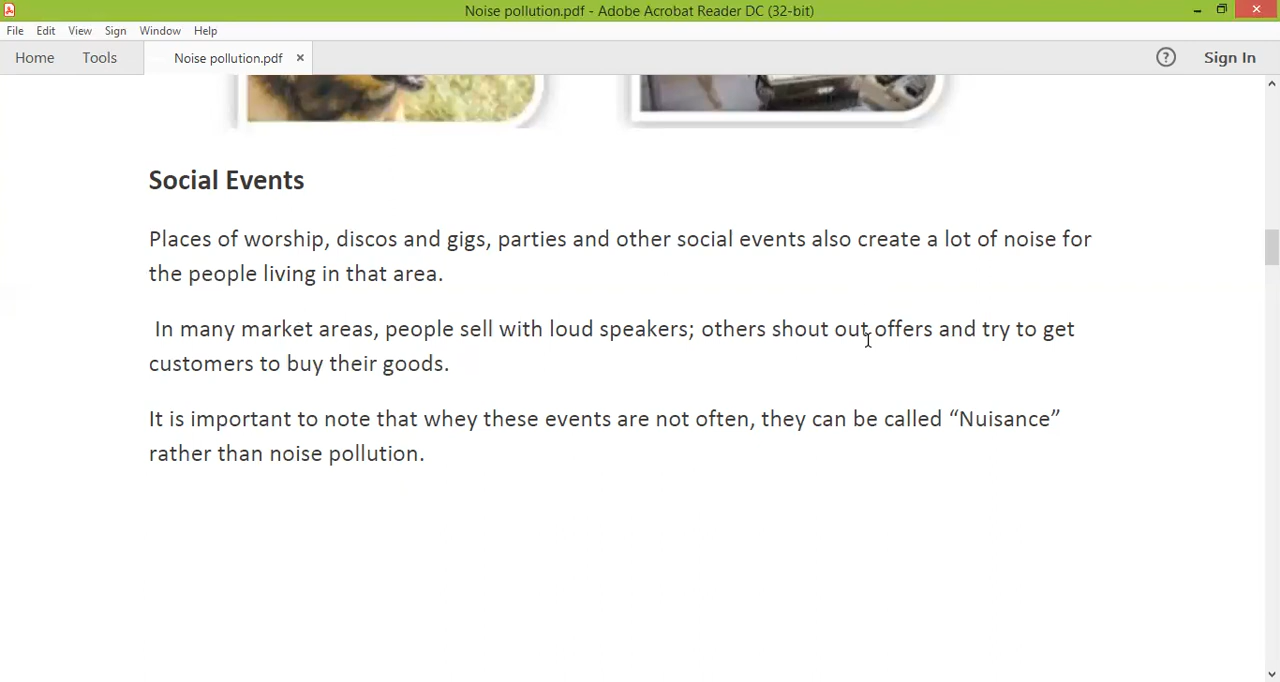 Noise pollution.pdf - Adobe Acrobat Reader DC (32-bit)
File Edit View Sign Window Help
Home Tools Noise pollution.pdf × ? Sign In
Social Events
Places of worship, discos and gigs, parties and other social events also create a lot of noise for
the people living in that area.
In many market areas, people sell with loud speakers; others shout out offers and try to get
customers to buy their goods.
It is important to note that whey these events are not often, they can be called “Nuisance”
rather than noise pollution.